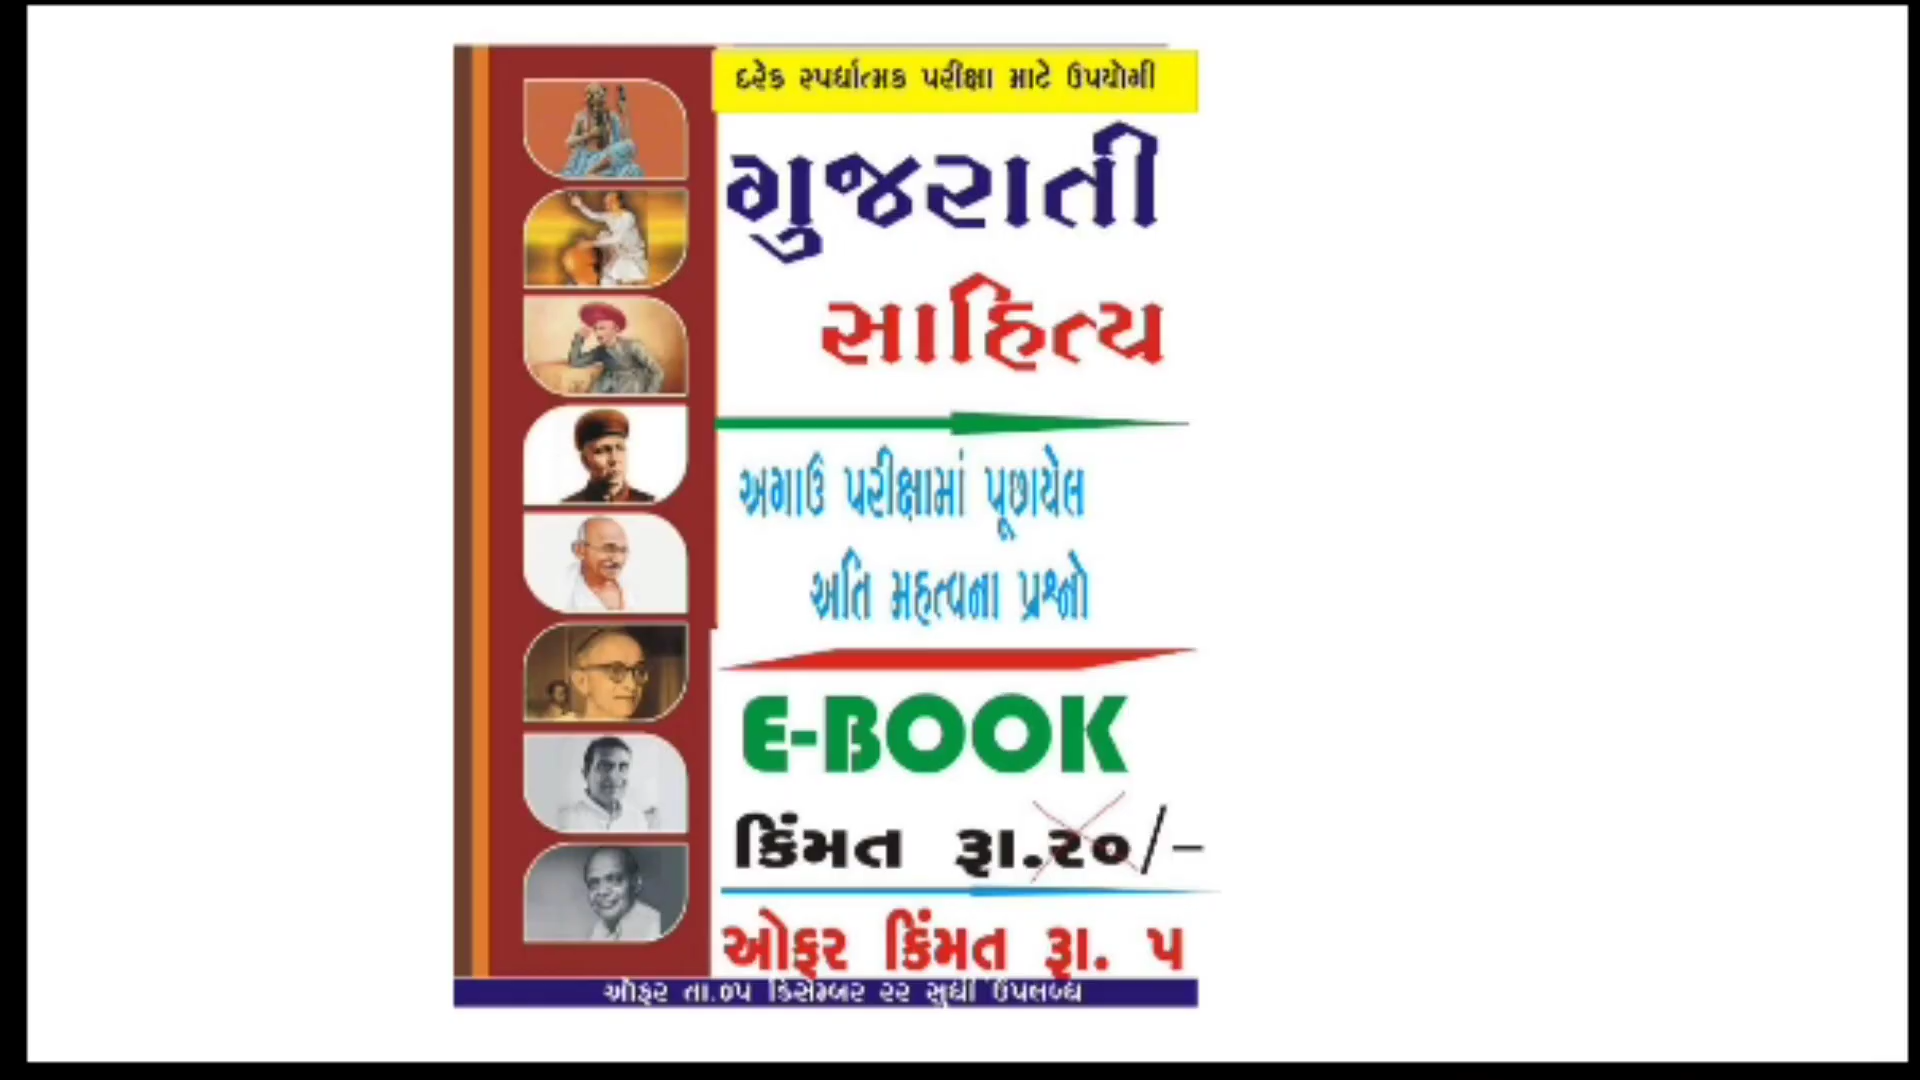 દરેક સ્પર્ધાત્મક પરીક્ષા માટે ઉપયોગી
ગુજરાતી
સાહિત્ય
અગાઉ પરીક્ષામાં પૂછાયેલ
અતિ મહત્વના પ્રશ્નો
E-BOOK
કિંમત રૂા.૨૦/-
ઓફર કિંમત રૂા. ૫
ઓફર તા.૦૫ ડિસેમ્બર ૨૨ સુધી ઉપલબ્ધ